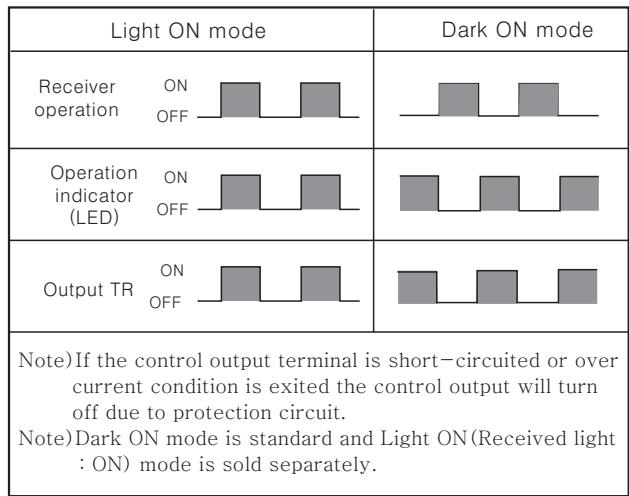 Light ON mode
Dark ON mode
Receiver
operation
ON
OFF
Operation
indicator
(LED)
ON
OFF
Output TR
ON
OFF
Note)If the control output terminal is short-circuited or over
current condition is exited the control output will turn
off due to protection circuit.
Note)Dark ON mode is standard and Light ON(Received light
: ON) mode is sold separately.